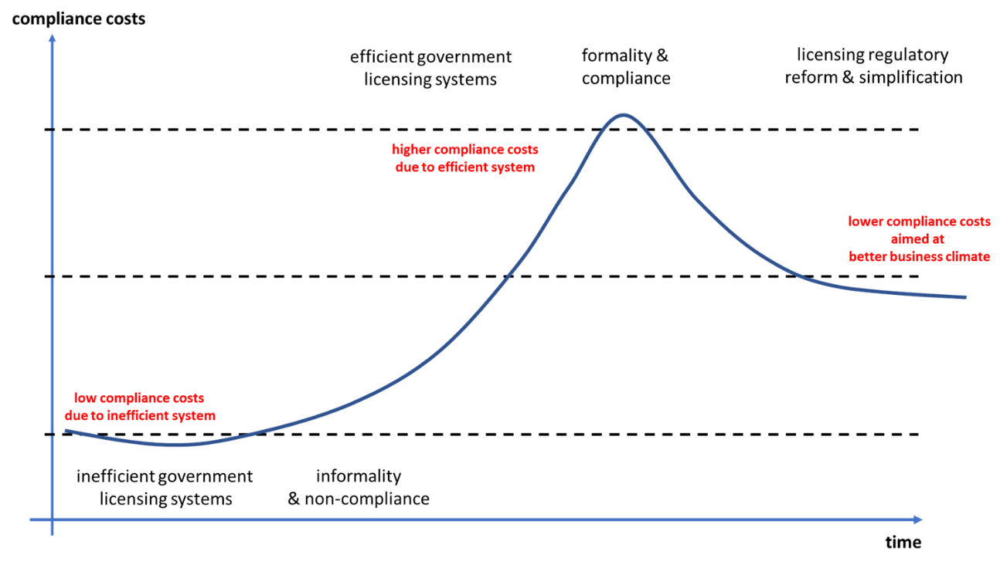 compliance costs
efficient government
licensing systems
formality &
compliance
licensing regulatory
reform & simplification
higher compliance costs
due to efficient system
lower compliance costs
aimed at
better business climate
low compliance costs
due to inefficient system
inefficient government
licensing systems
informality
& non-compliance
time